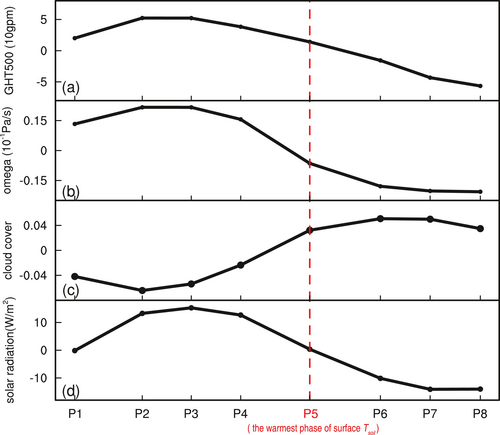 GHT500 (10gpm)
5
0
-5
(a)
omega (10⁻¹Pa/s)
0.15
0
-0.15
(b)
cloud cover
0.04
0
-0.04
(c)
solar radiation(W/m²)
10
0
-10
(d)
P1 P2 P3 P4 P5 P6 P7 P8
( the warmest phase of surface Tsoil)